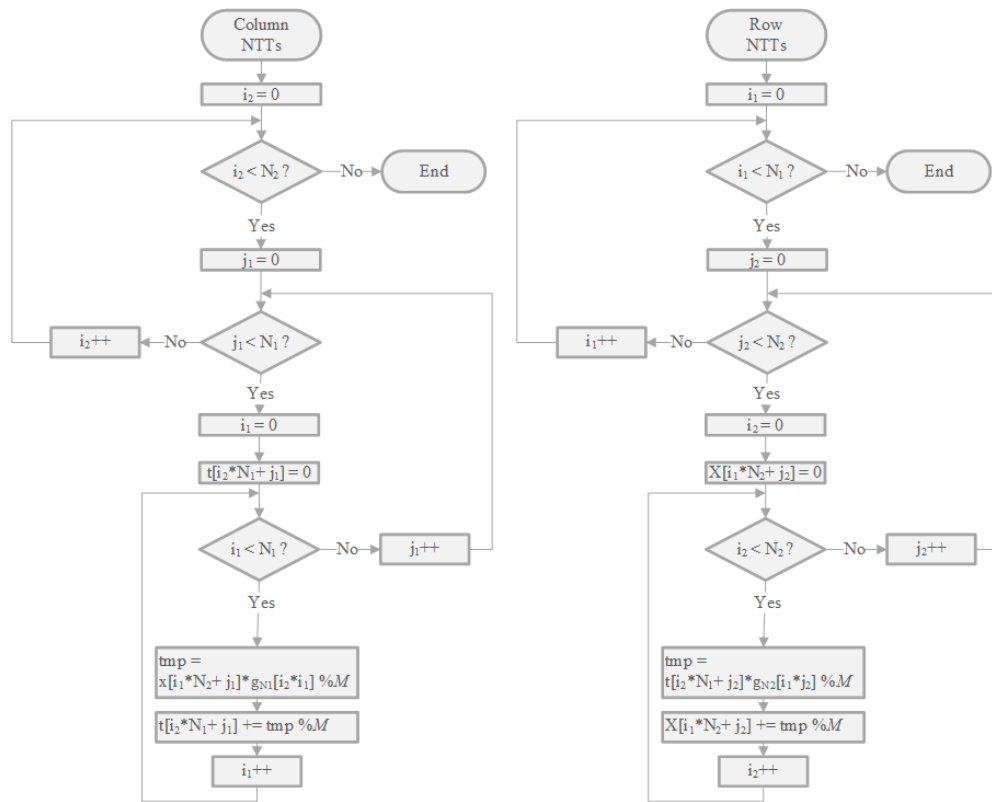 Column
NTTs
i₂ = 0
i₂ < N₂ ?
No
End
Yes
j₁ = 0
j₁ < N₁ ?
No
i₂++
Yes
i₁ = 0
t[i₂*N₁+ j₁] = 0
i₁ < N₁ ?
No
j₁++
Yes
tmp =
x[i₁*N₂+ j₁]*g_N1[i₂*i₁] %M
t[i₂*N₁+ j₁] += tmp %M
i₁++
Row
NTTs
i₁ = 0
i₁ < N₁ ?
No
End
Yes
j₂ = 0
j₂ < N₂ ?
No
i₁++
Yes
i₂ = 0
X[i₁*N₂+ j₂] = 0
i₂ < N₂ ?
No
j₂++
Yes
tmp =
t[i₂*N₁+ j₂]*g_N2[i₁*j₂] %M
X[i₁*N₂+ j₂] += tmp %M
i₂++